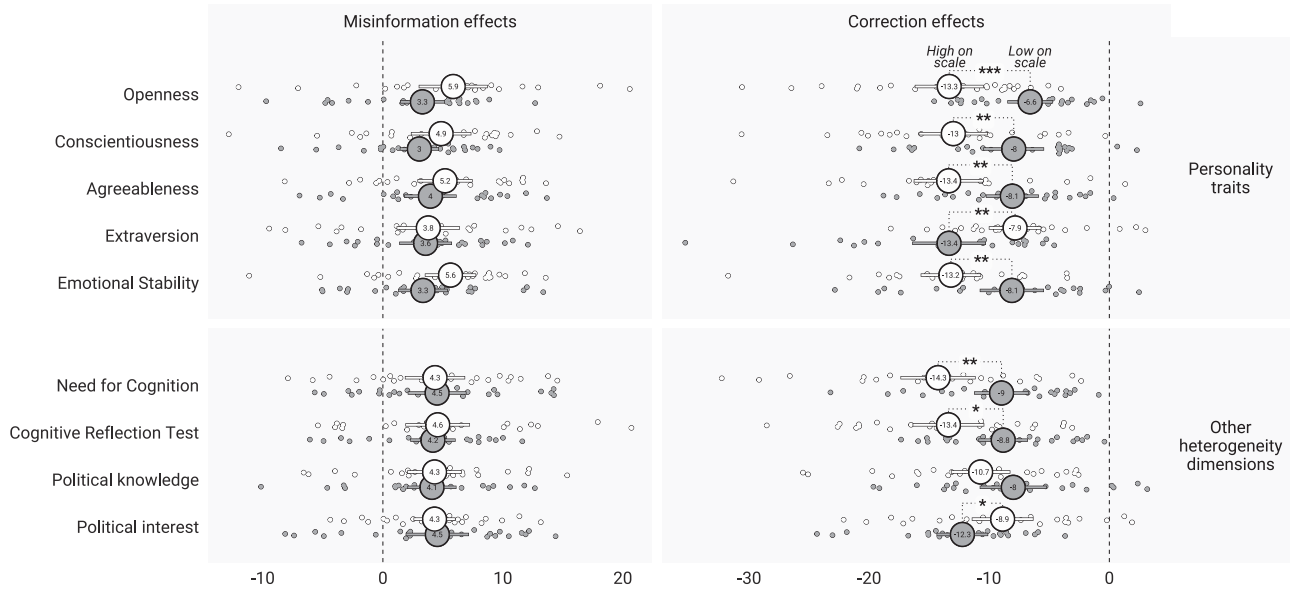 Misinformation effects
Correction effects
High on
scale
Low on
scale
***
Openness
5.9
3.3
-13.3
-6.6
**
Conscientiousness
4.9
3
-13
-8
**
Agreeableness
5.2
4
-13.4
-8.1
**
Extraversion
3.8
3.6
-7.9
-13.4
**
Emotional Stability
5.6
3.3
-13.2
-8.1
Personality
traits
**
Need for Cognition
4.3
4.5
-14.3
-9
*
Cognitive Reflection Test
4.6
4.2
-13.4
-8.8
Political knowledge
4.3
4.1
-10.7
-8
*
Political interest
4.3
4.5
-8.9
-12.3
Other
heterogeneity
dimensions
-10 0 10 20 -30 -20 -10 0